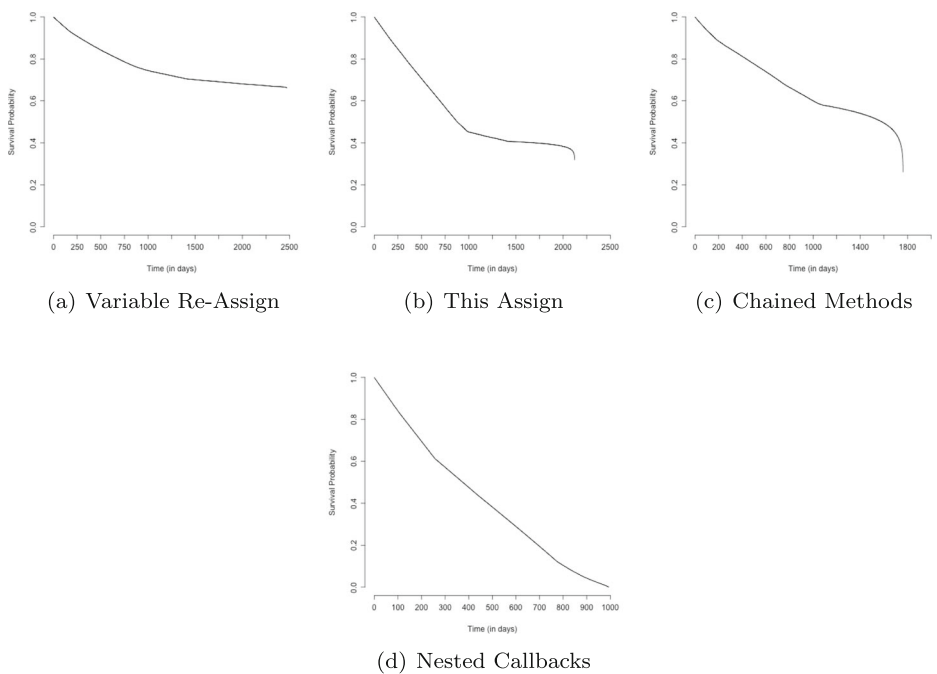 Survival Probability
1.0
0.8
0.6
0.4
0.2
0.0
0 250 500 750 1000 1500 2000 2500
Time (in days)
(a) Variable Re-Assign
Survival Probability
1.0
0.8
0.6
0.4
0.2
0.0
0 250 500 750 1000 1500 2000 2500
Time (in days)
(b) This Assign
Survival Probability
1.0
0.8
0.6
0.4
0.2
0.0
0 200 400 600 800 1000 1400 1800
Time (in days)
(c) Chained Methods
Survival Probability
1.0
0.8
0.6
0.4
0.2
0.0
0 100 200 300 400 500 600 700 800 900 1000
Time (in days)
(d) Nested Callbacks